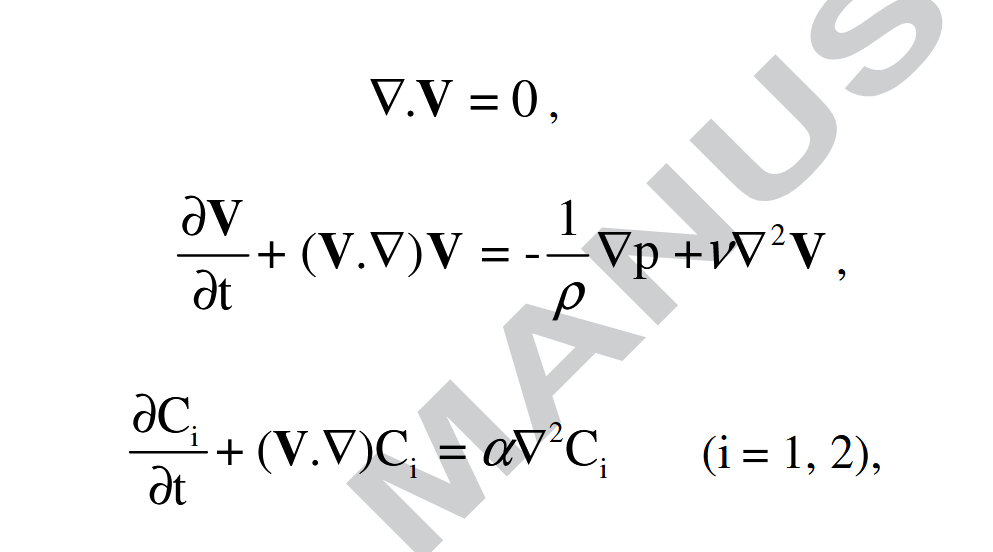 ∇.V = 0 ,
∂V/∂t + (V.∇)V = -1/ρ ∇p + ν∇²V ,
∂Cᵢ/∂t + (V.∇)Cᵢ = α∇²Cᵢ (i = 1, 2),
MANUS